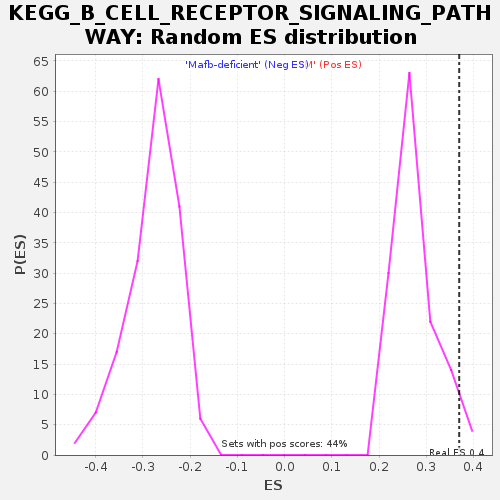 KEGG_B_CELL_RECEPTOR_SIGNALING_PATH
WAY: Random ES distribution
'Mafb-deficient' (Neg ES) (Pos ES)
65
60
55
50
45
40
35
30
25
20
15
10
5
0
P(ES)
Sets with pos scores: 44%
Real ES 0.4
-0.4 -0.3 -0.2 -0.1 0.0 0.1 0.2 0.3 0.4
ES